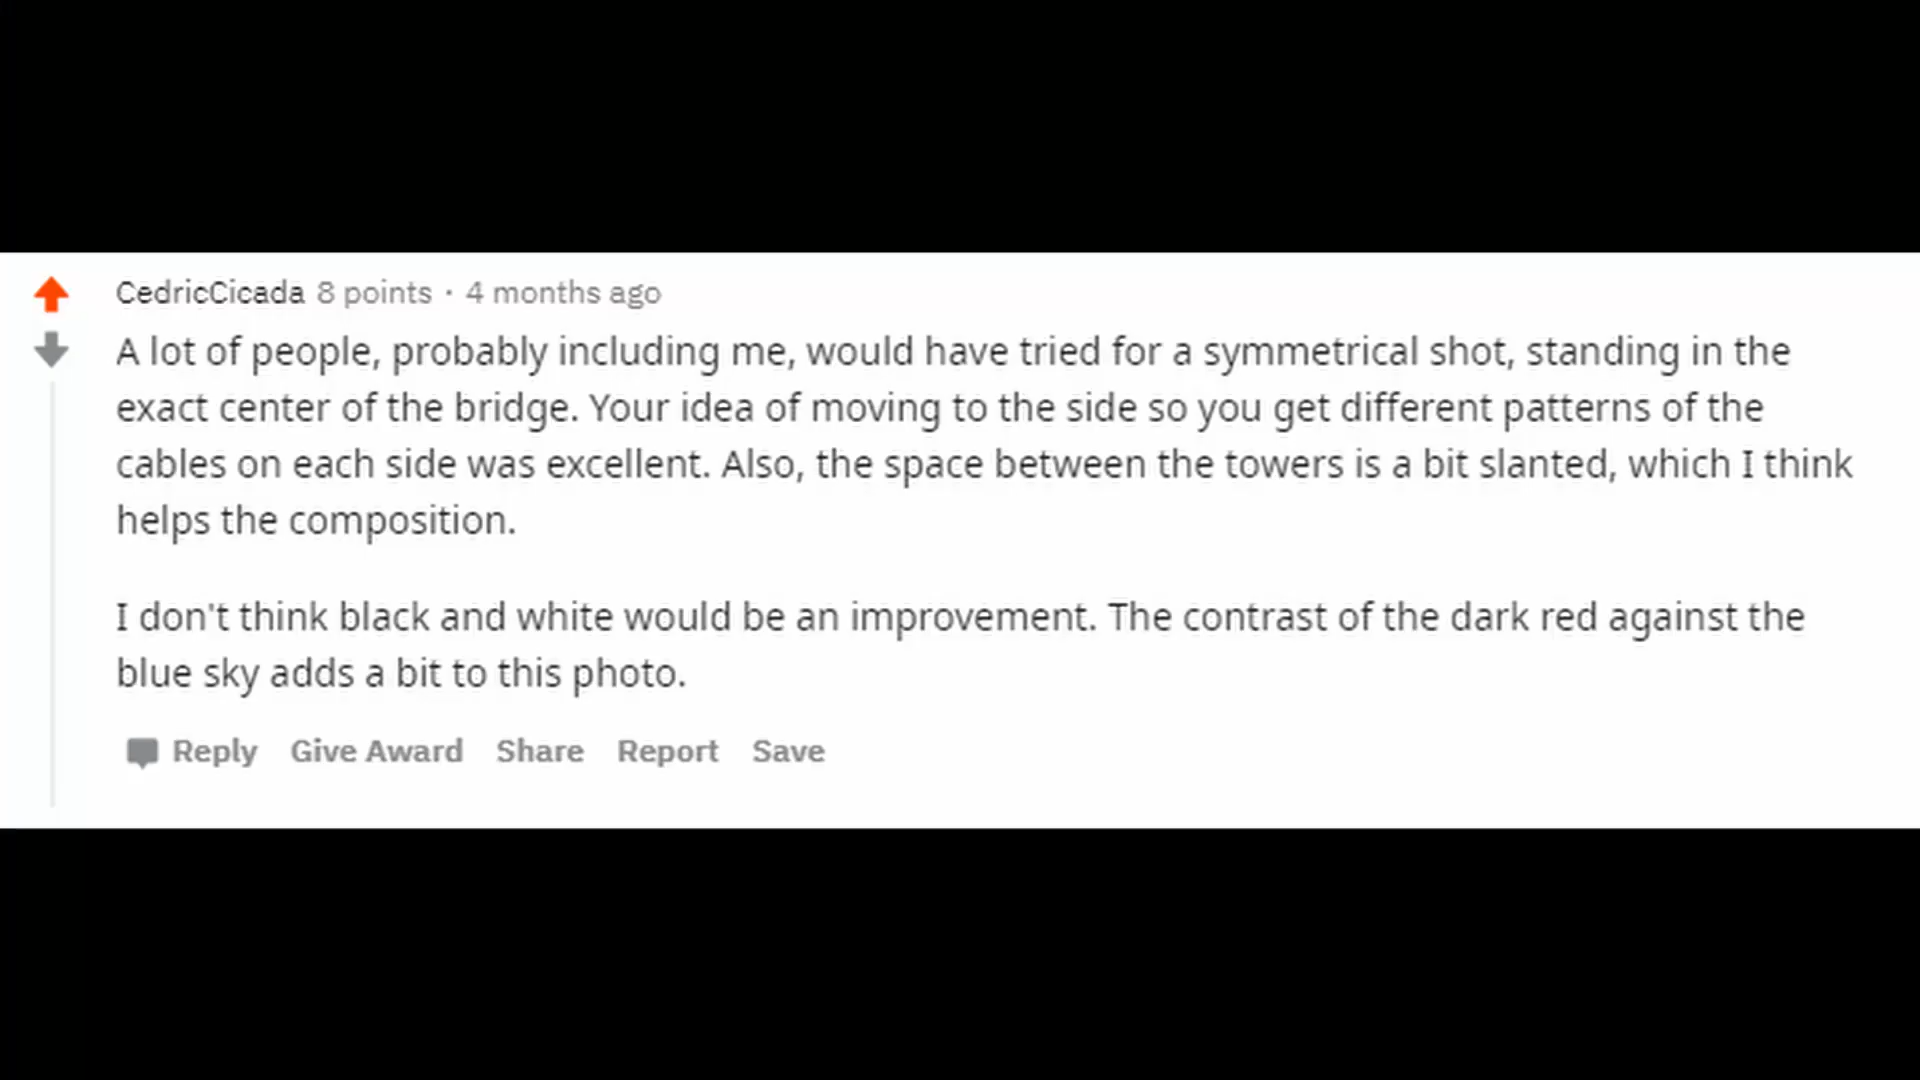 CedricCicada 8 points · 4 months ago
A lot of people, probably including me, would have tried for a symmetrical shot, standing in the
exact center of the bridge. Your idea of moving to the side so you get different patterns of the
cables on each side was excellent. Also, the space between the towers is a bit slanted, which I think
helps the composition.
I don't think black and white would be an improvement. The contrast of the dark red against the
blue sky adds a bit to this photo.
Reply Give Award Share Report Save